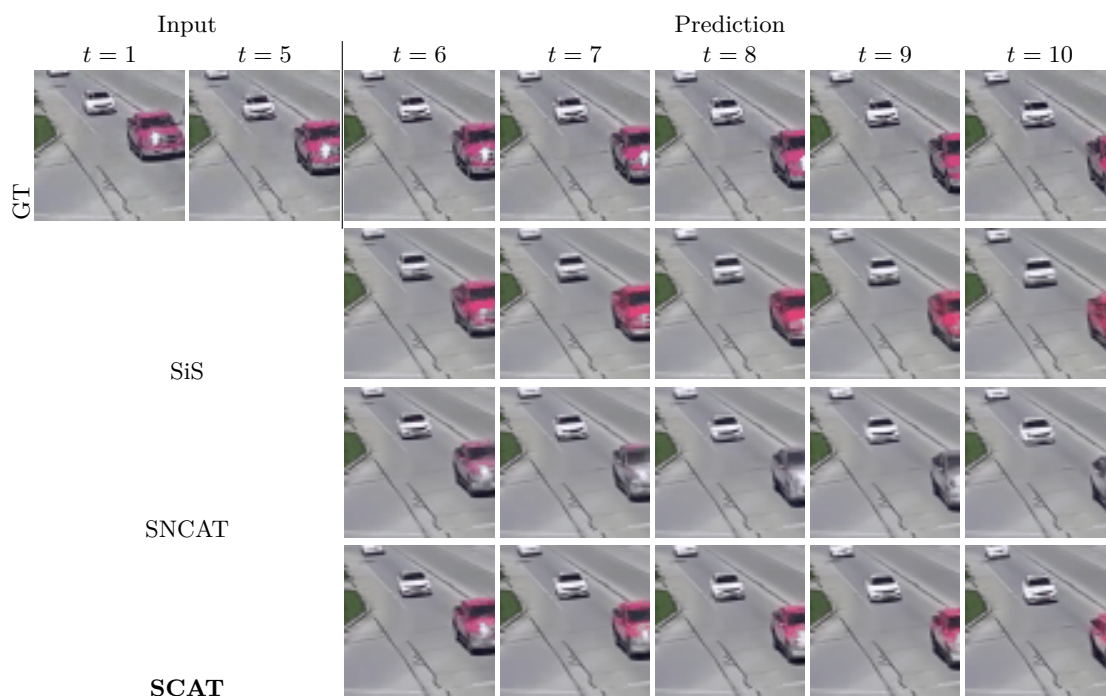 Input Prediction
t = 1 t = 5 t = 6 t = 7 t = 8 t = 9 t = 10
GT
SiS
SNCAT
SCAT